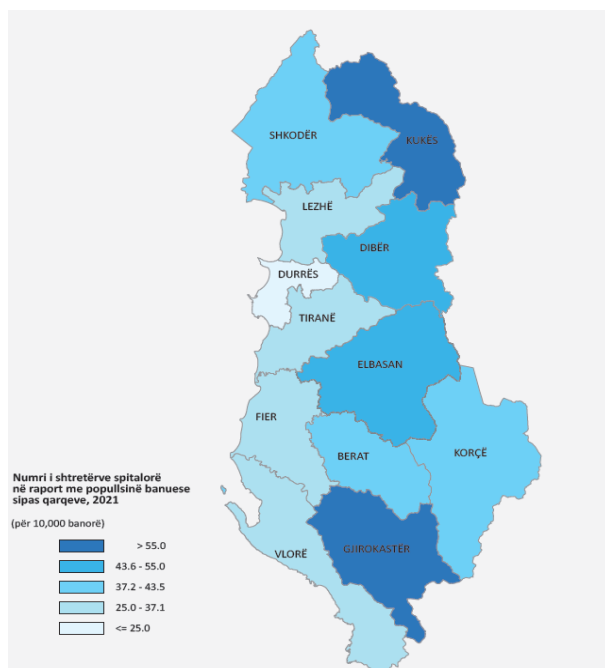 SHKODËR
KUKËS
LEZHË
DIBËR
DURRËS
TIRANË
ELBASAN
FIER
BERAT
KORÇË
VLORË
GJIROKASTËR
Numri i shtretërve spitalorë
në raport me popullsinë banuese
sipas qarqeve, 2021
(për 10,000 banorë)
> 55.0
43.6 - 55.0
37.2 - 43.5
25.0 - 37.1
<= 25.0